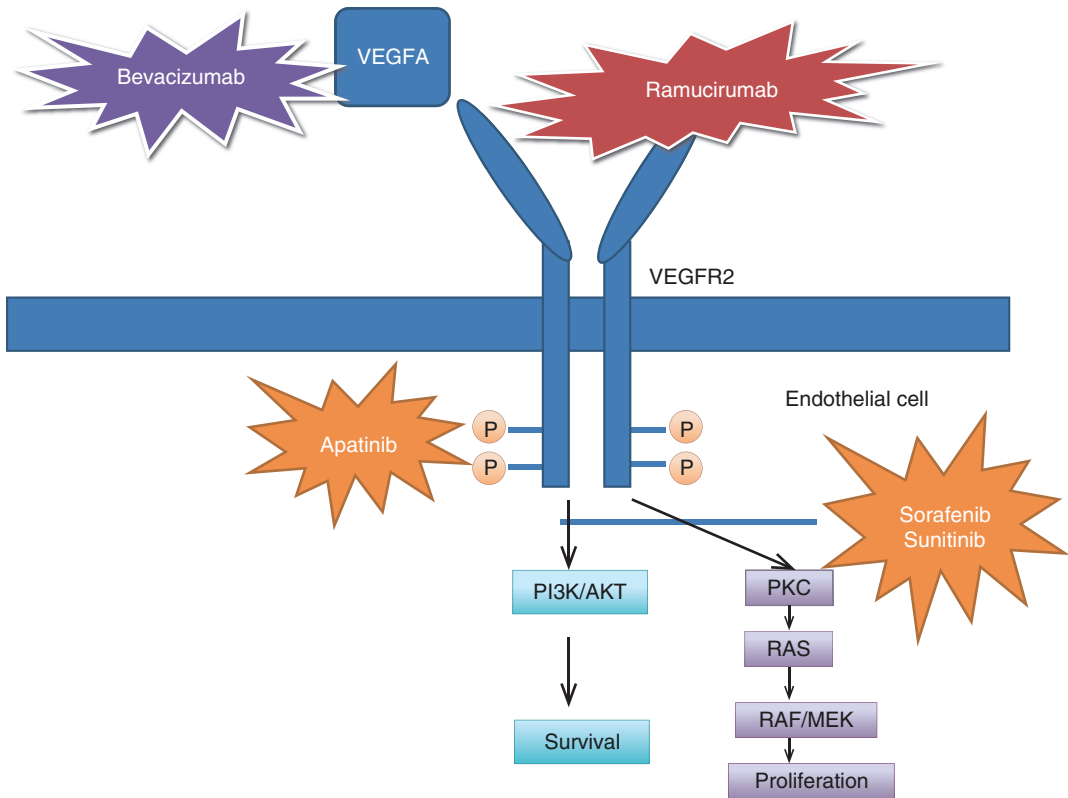 VEGFA
Bevacizumab
Ramucirumab
VEGFR2
Endothelial cell
P
P
Apatinib
P
P
Sorafenib
Sunitinib
PI3K/AKT
PKC
RAS
RAF/MEK
Survival
Proliferation